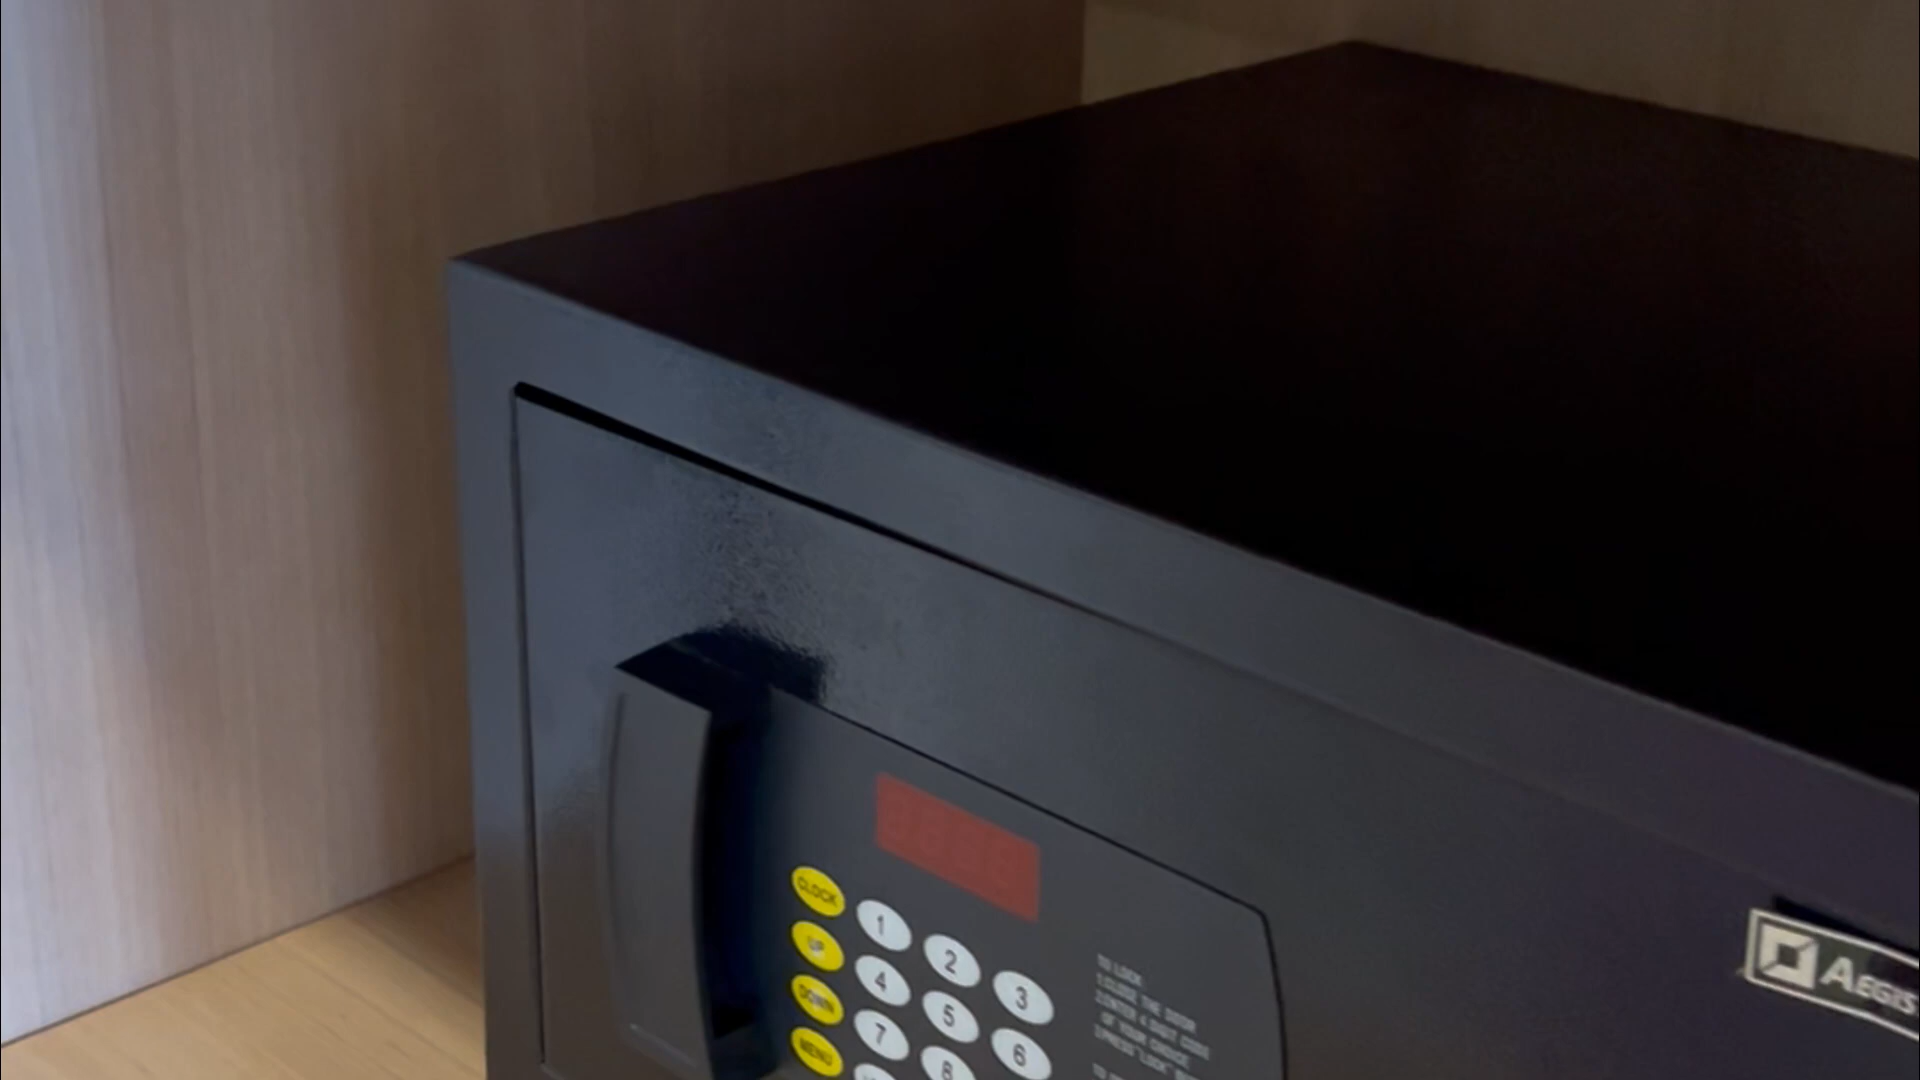 CLOCK
1
UP
2
4
3
DOWN
5
7
6
MENU
8
TO LOCK
1.CLOSE THE DOOR
2.ENTER 4 DIGIT CODE
OF YOUR CHOICE
3.PRESS "LOCK"
TO
AEGIS